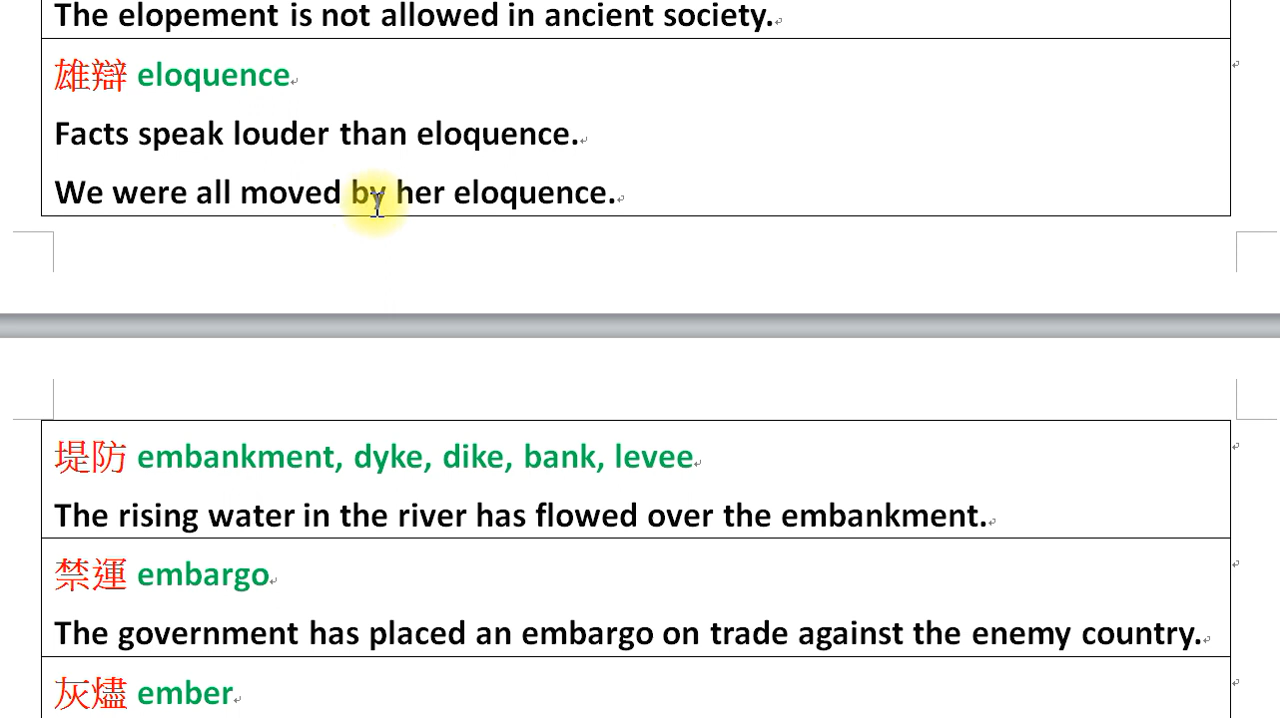 The elopement is not allowed in ancient society.
雄辯 eloquence
Facts speak louder than eloquence.
We were all moved by her eloquence.
堤防 embankment, dyke, dike, bank, levee
The rising water in the river has flowed over the embankment.
禁運 embargo
The government has placed an embargo on trade against the enemy country.
灰燼 ember